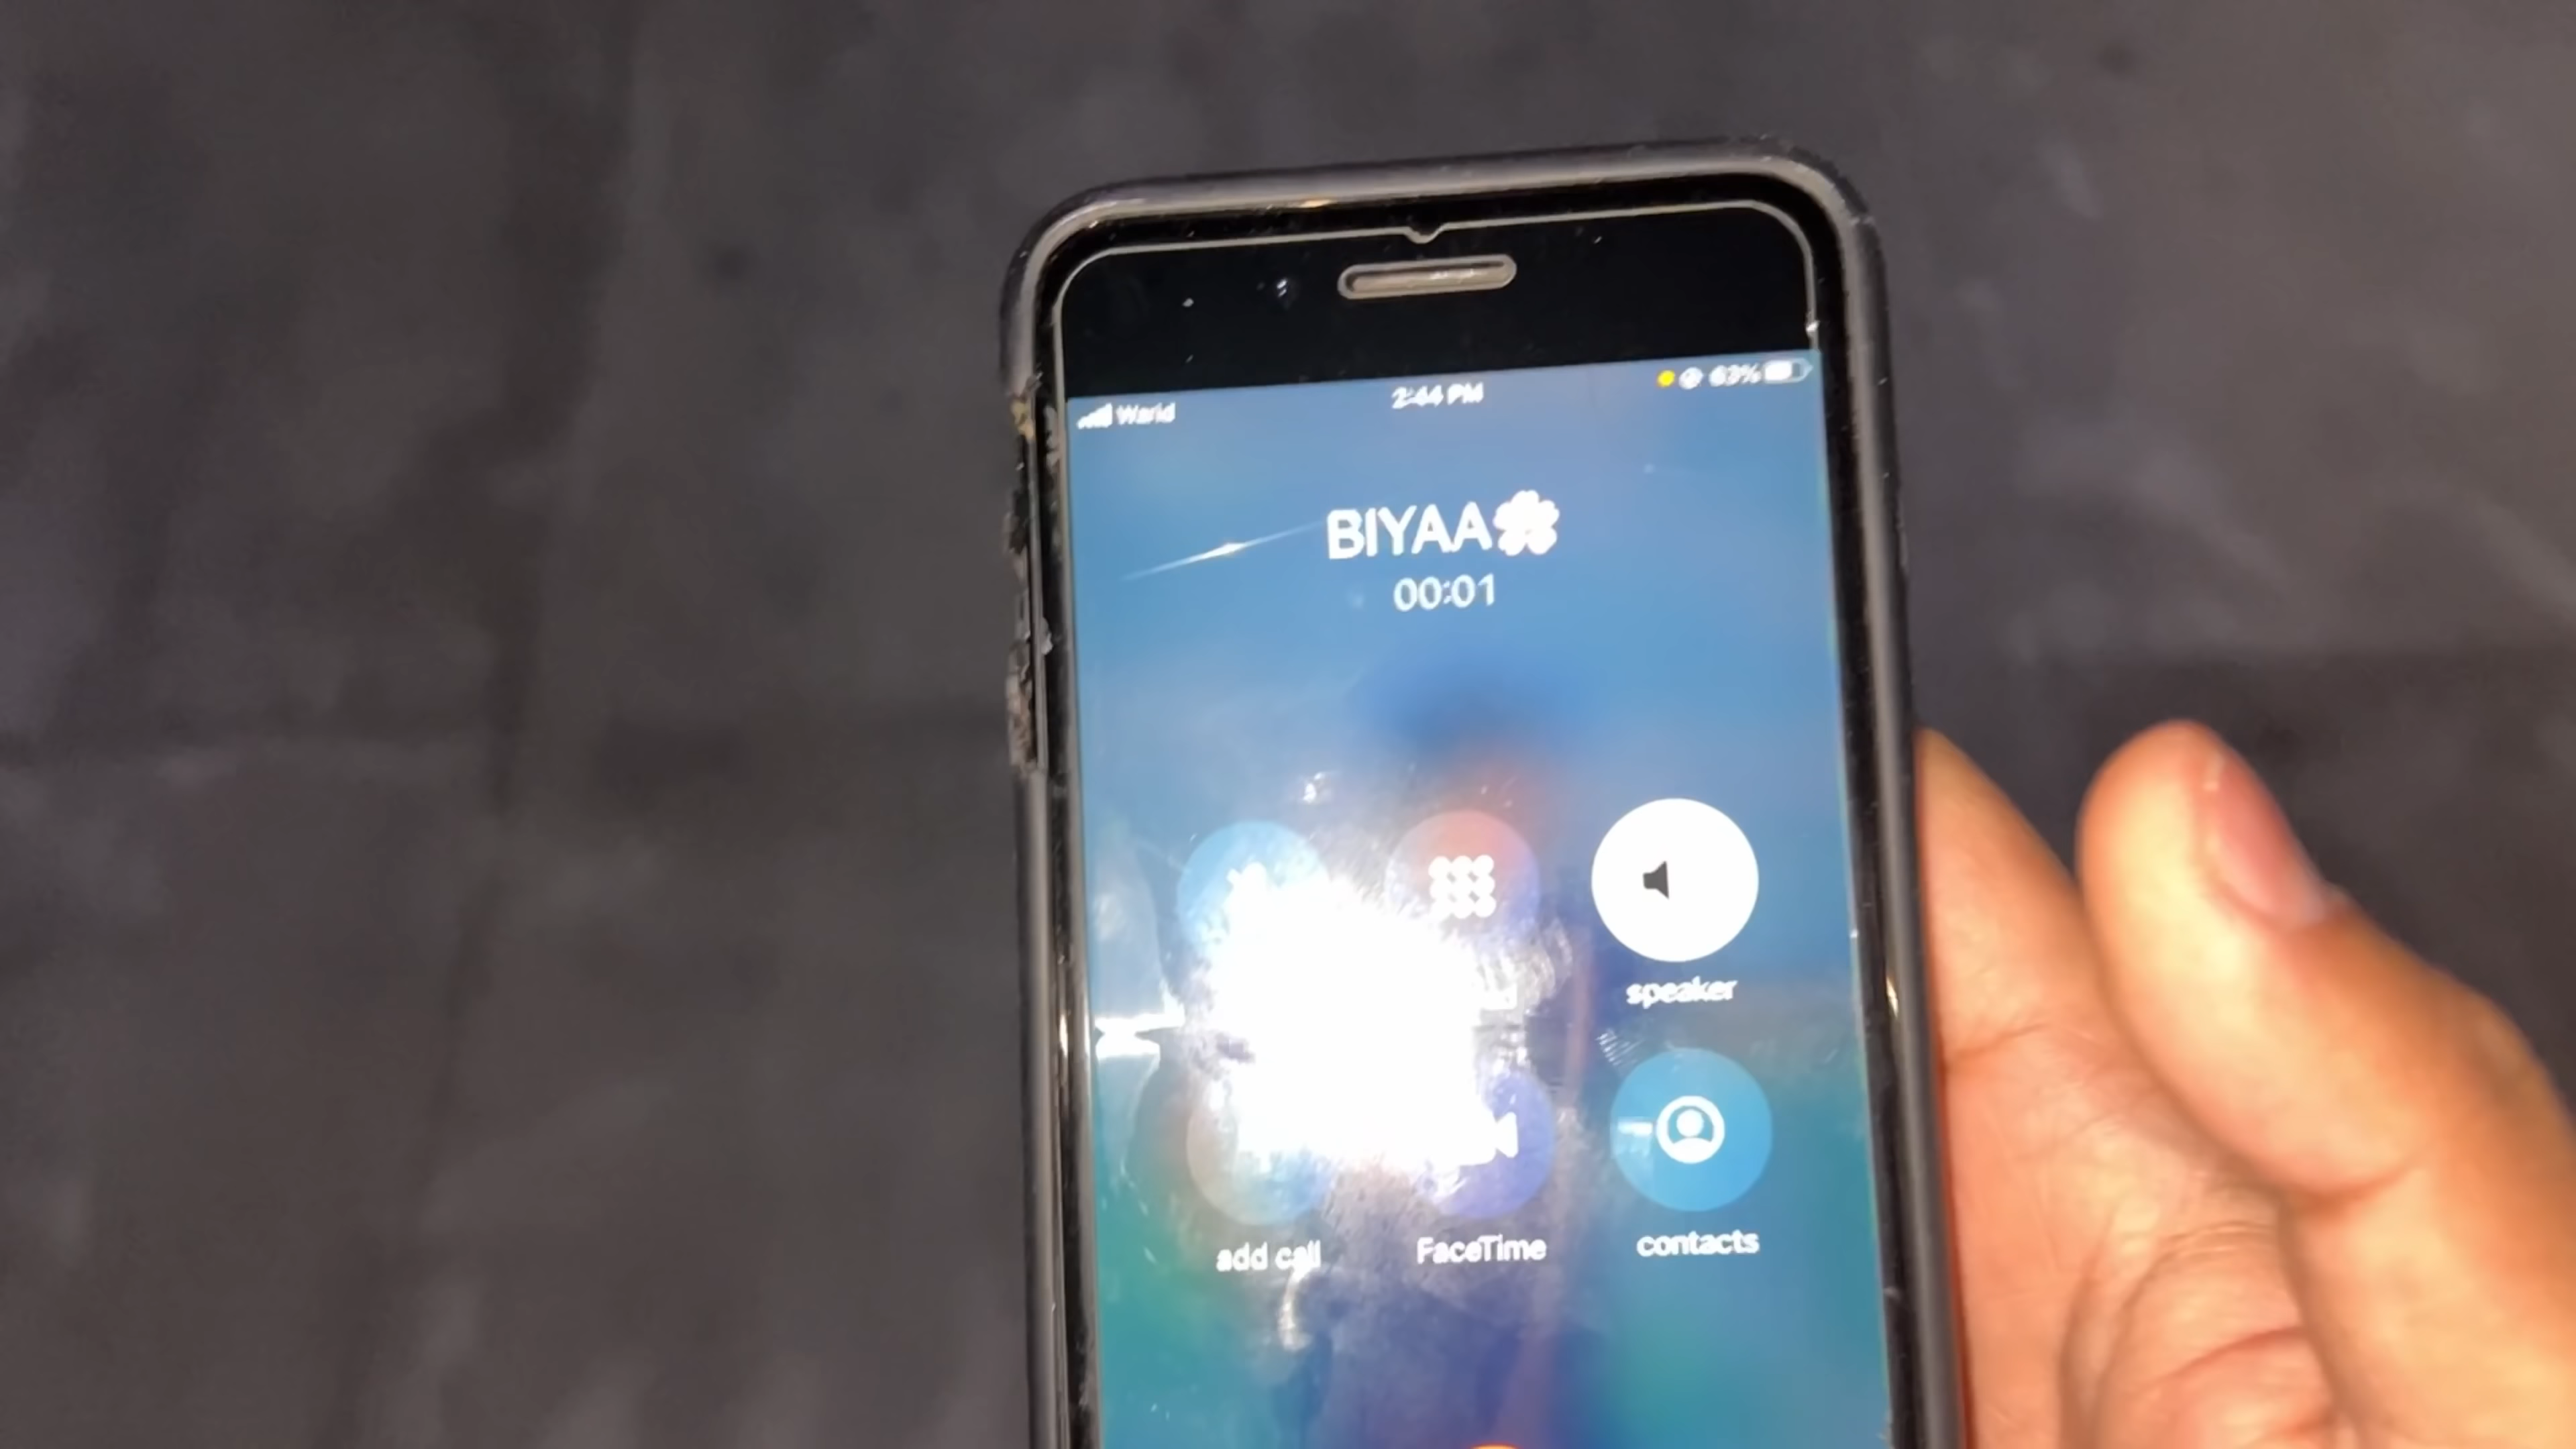 Warid 2:44 PM 63%
BIYAA
00:01
speaker
add call FaceTime contacts